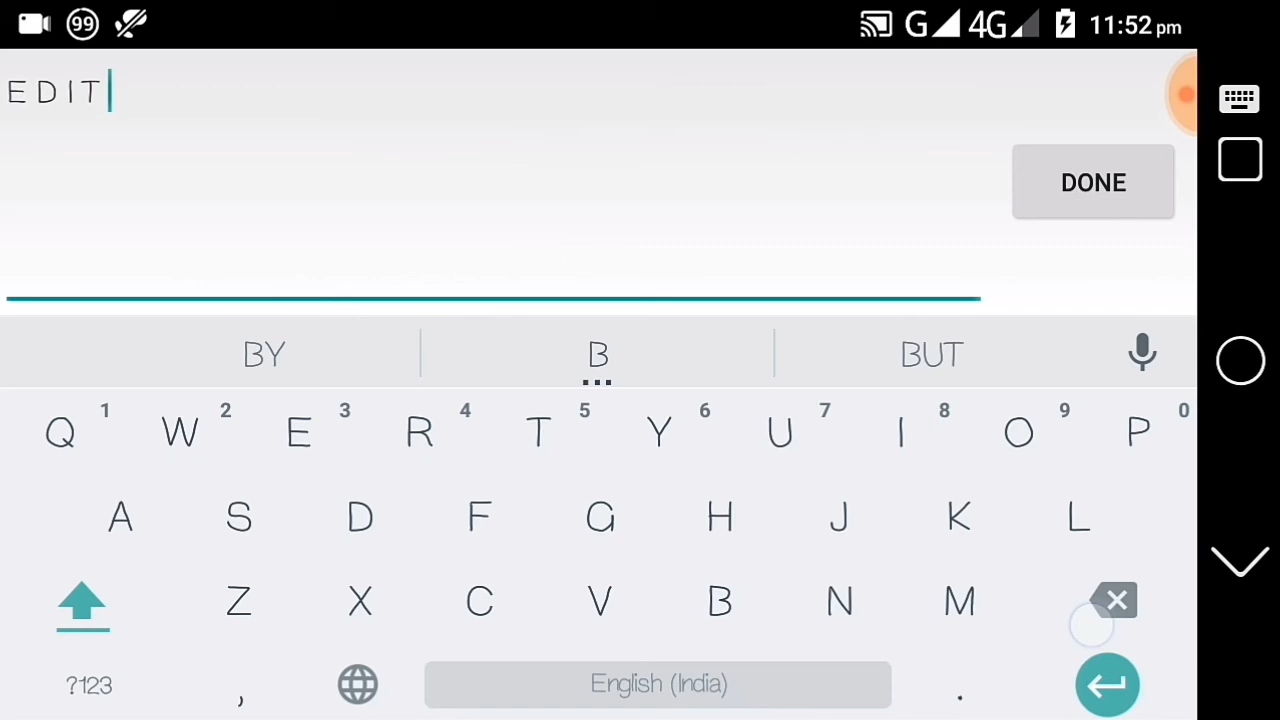 99 G 4G 11:52 pm
E D I T
DONE
BY B BUT
1 2 3 4 5 6 7 8 9 0
Q W E R T Y U I O P
A S D F G H J K L
Z X C V B N M
?123 , English (India) .